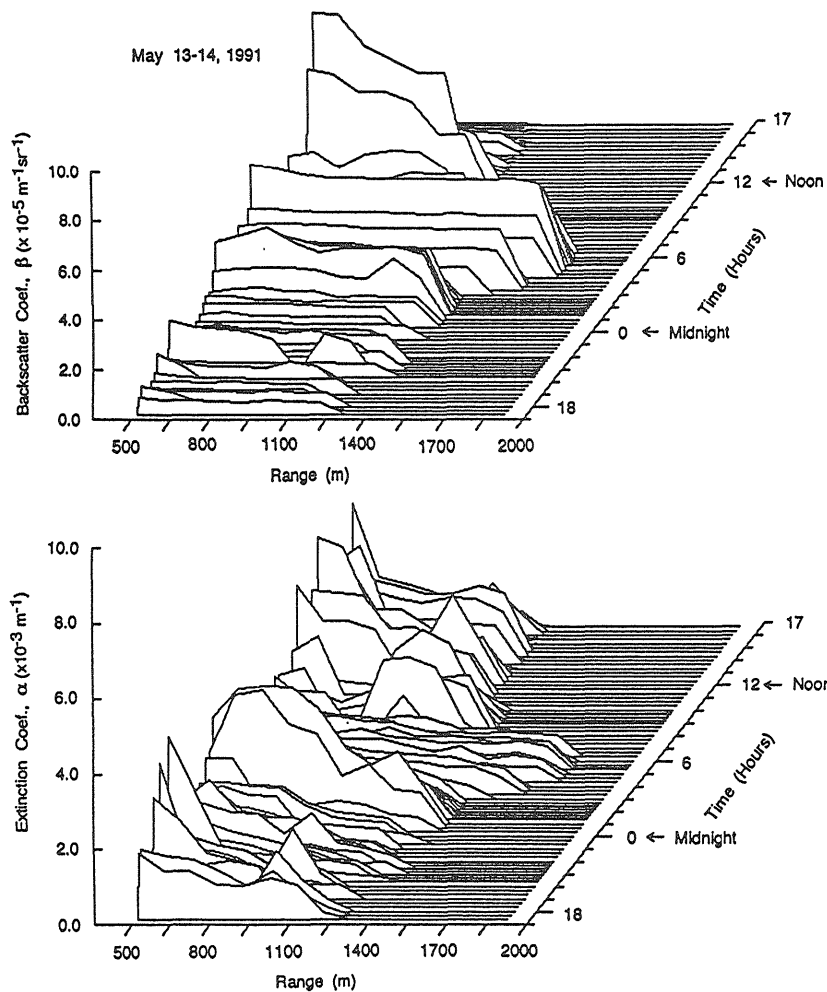 May 13-14, 1991
Backscatter Coef., β (x 10-5 m-1sr-1)
10.0
8.0
6.0
4.0
2.0
0.0
500 800 1100 1400 1700 2000
Range (m)
17
12 ← Noon
6
0 ← Midnight
18
Time (Hours)
Extinction Coef., α (x10-3 m-1)
10.0
8.0
6.0
4.0
2.0
0.0
500 800 1100 1400 1700 2000
Range (m)
17
12 ← Noon
6
0 ← Midnight
18
Time (Hours)